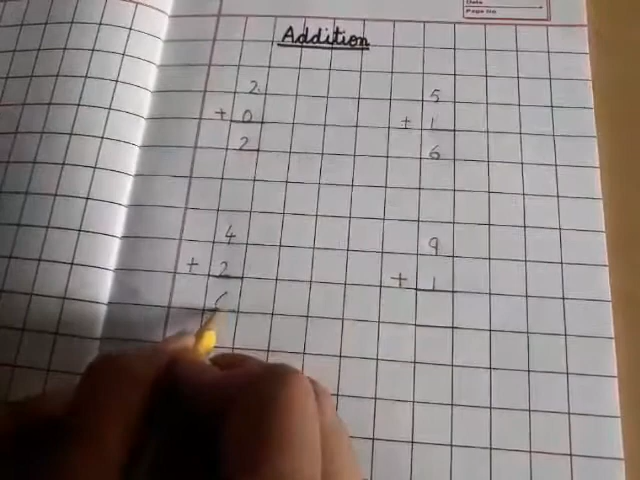 Date
Page No
Addition
2 5
+ 0 + 1
2 6
4 9
+ 2 + 1